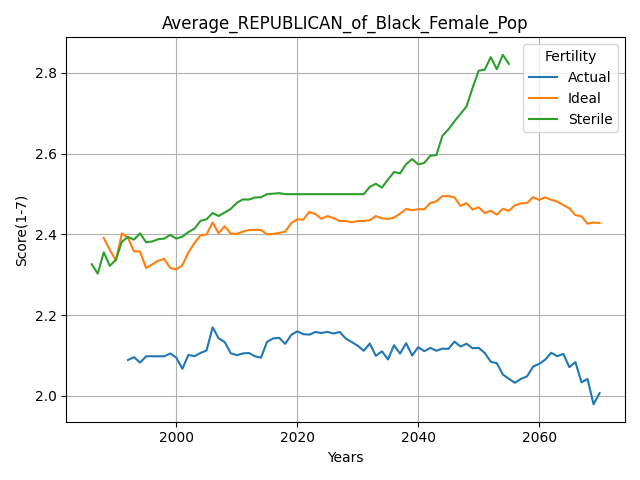 Average_REPUBLICAN_of_Black_Female_Pop
Score(1-7)
2.8
2.6
2.4
2.2
2.0
Fertility
Actual
Ideal
Sterile
2000 2020 2040 2060
Years